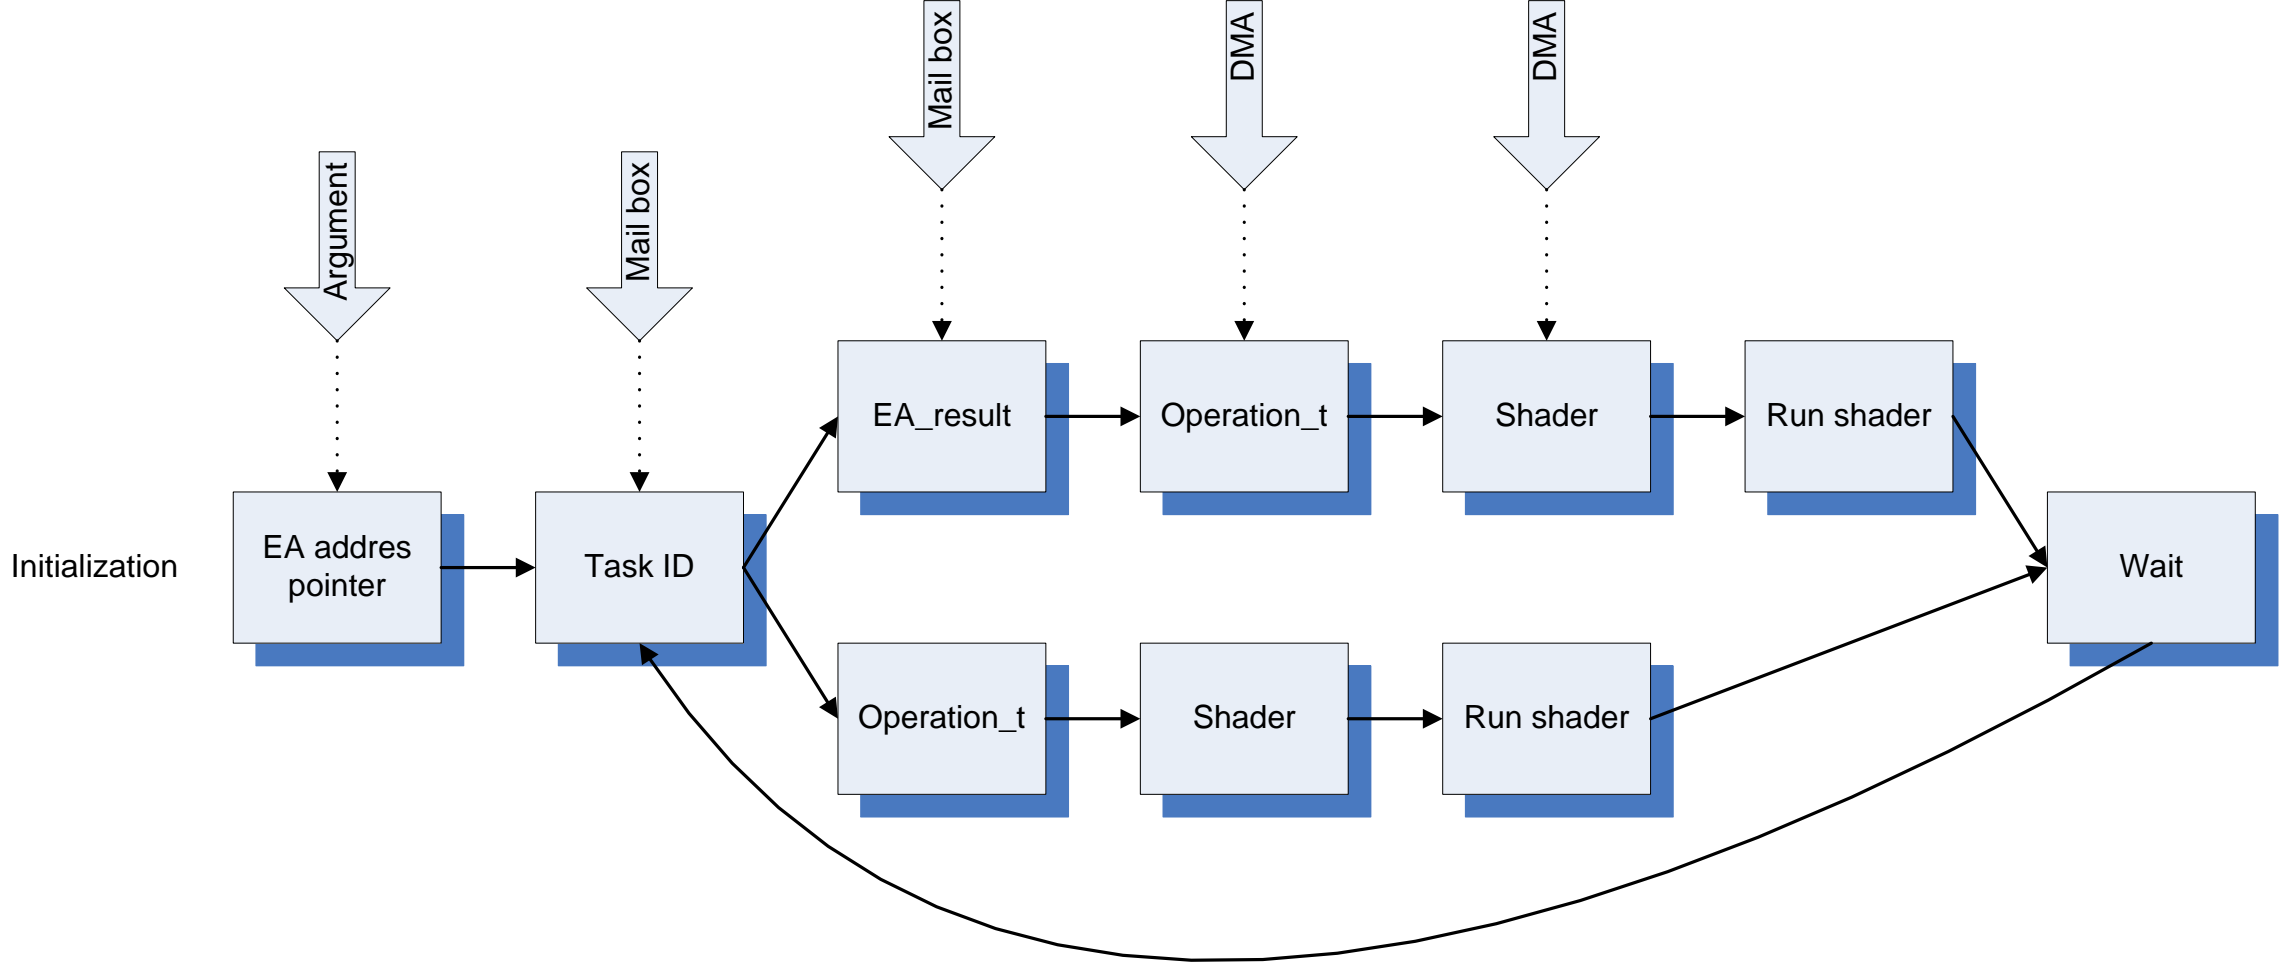 Mail box
DMA
DMA
Argument
Mail box
EA_result
Operation_t
Shader
Run shader
Initialization
EA addres
pointer
Task ID
Wait
Operation_t
Shader
Run shader